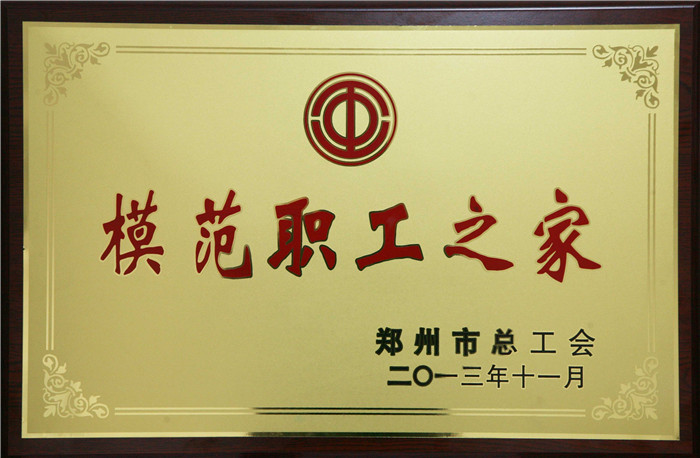 模范职工之家
郑州市总工会
二〇一三年十一月